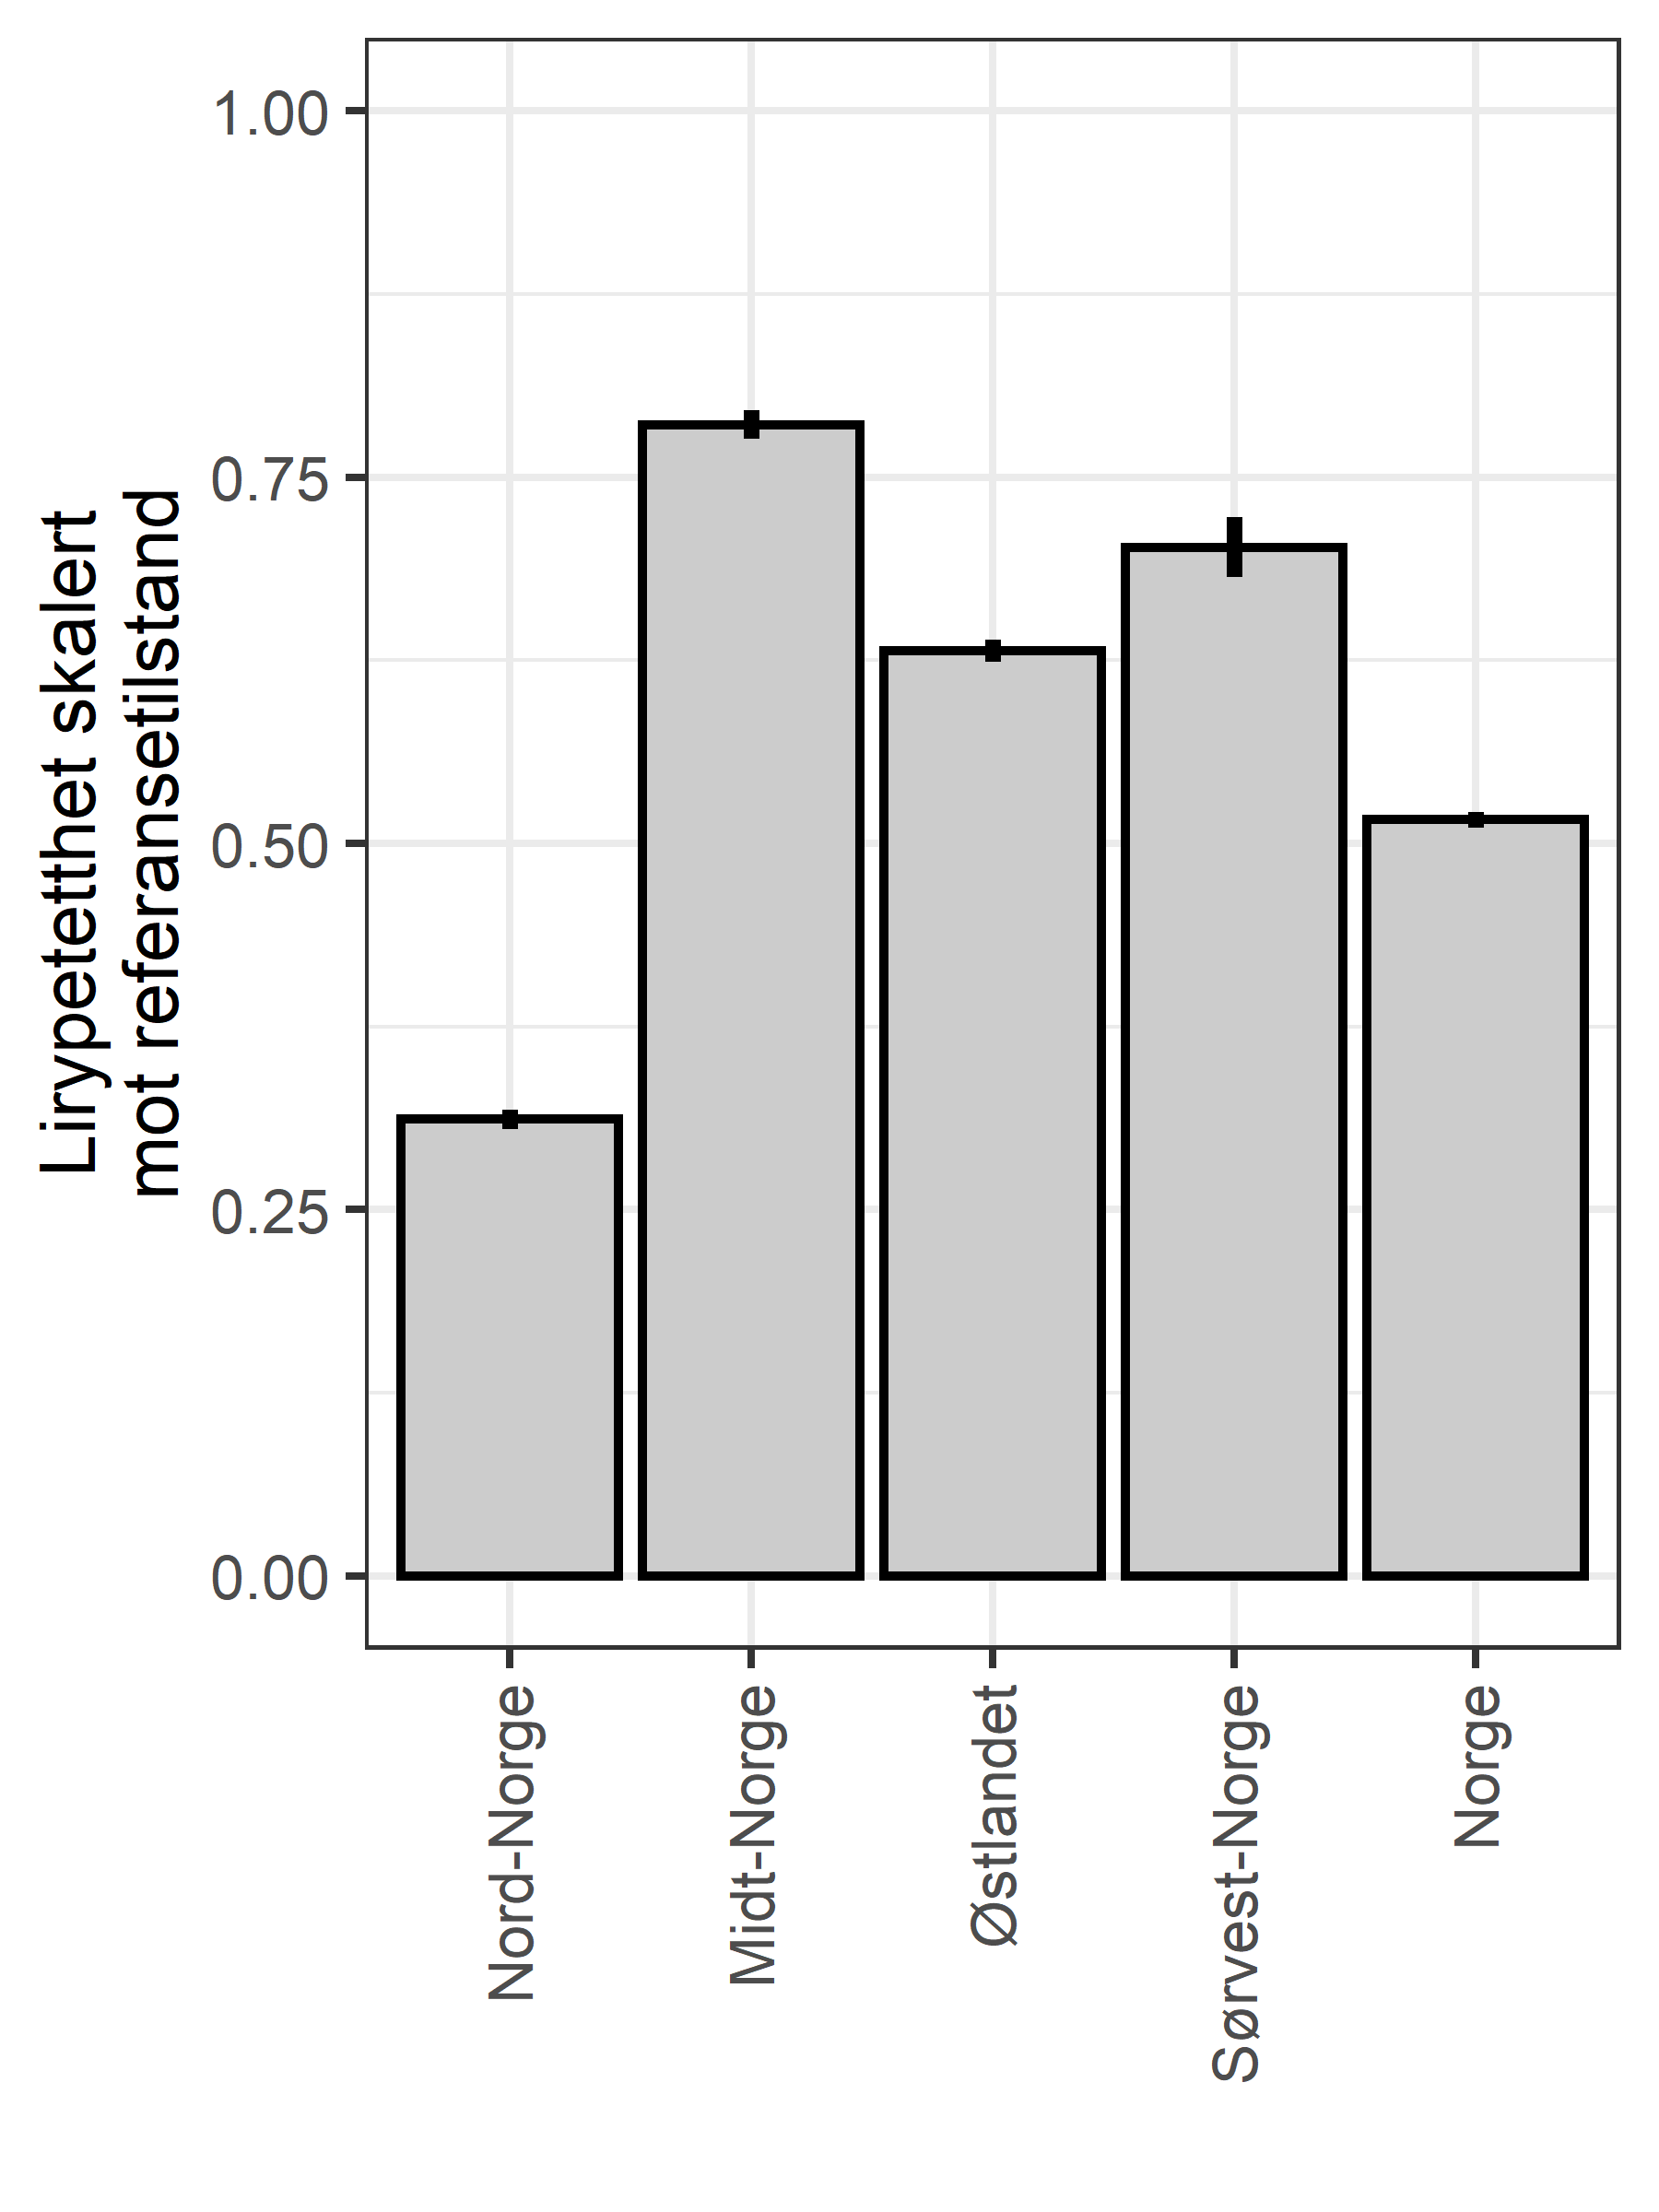 Lirypetetthet skalert
mot referansetilstand
1.00
0.75
0.50
0.25
0.00
Nord-Norge
Midt-Norge
Østlandet
Sørvest-Norge
Norge